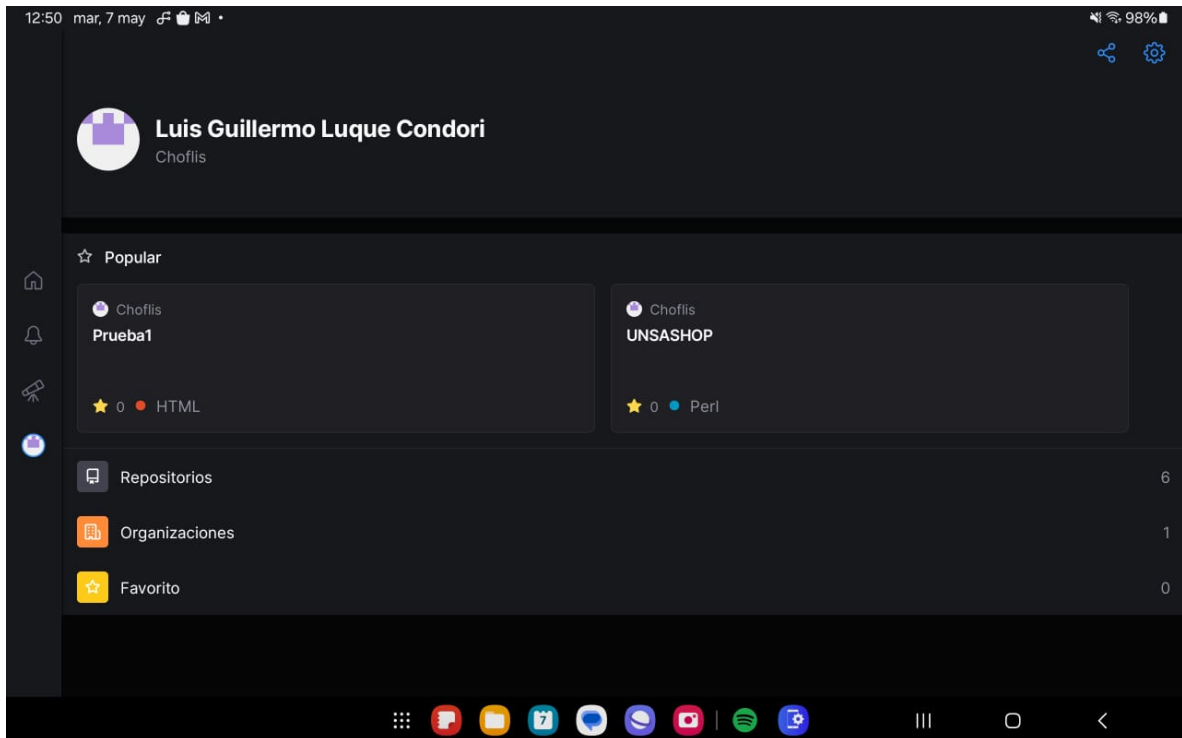 12:50 mar, 7 may 98%
Luis Guillermo Luque Condori
Choflis
Popular
Choflis
Prueba1
0 HTML
Choflis
UNSASHOP
0 Perl
Repositorios 6
Organizaciones 1
Favorito 0
7